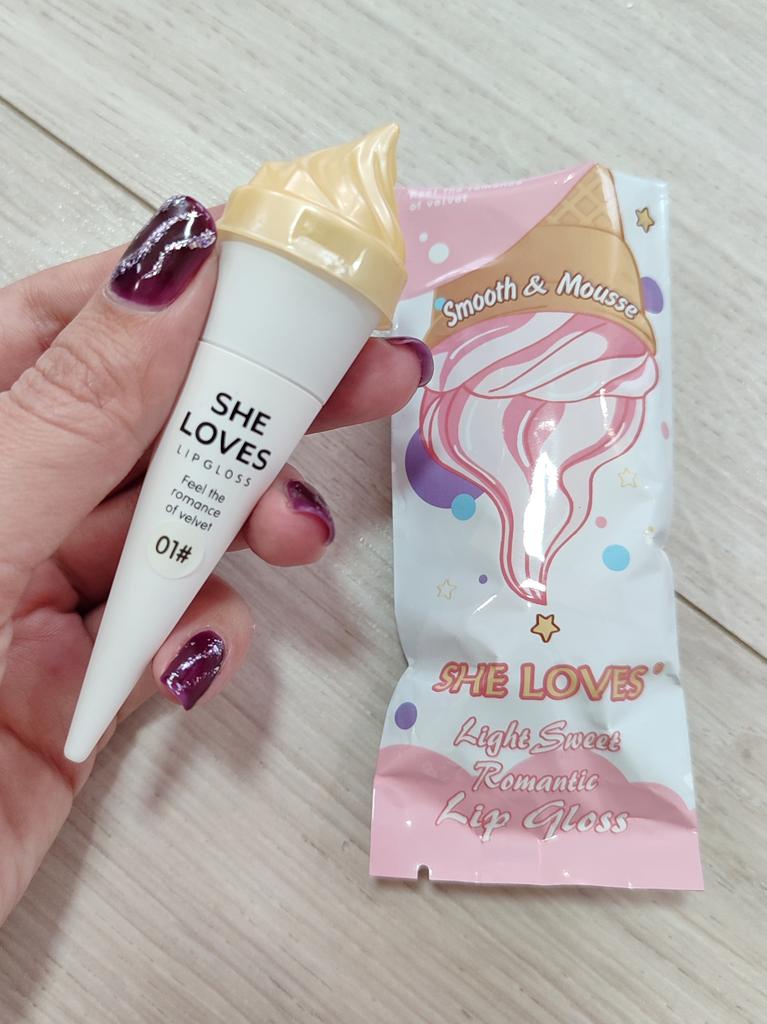 SHE
LOVES
LIPGLOSS
Feel the
romance
of velvet
01#
Feel the romance
of velvet
Smooth & Mousse
SHE LOVES'
Light Sweet
Romantic
Lip Gloss